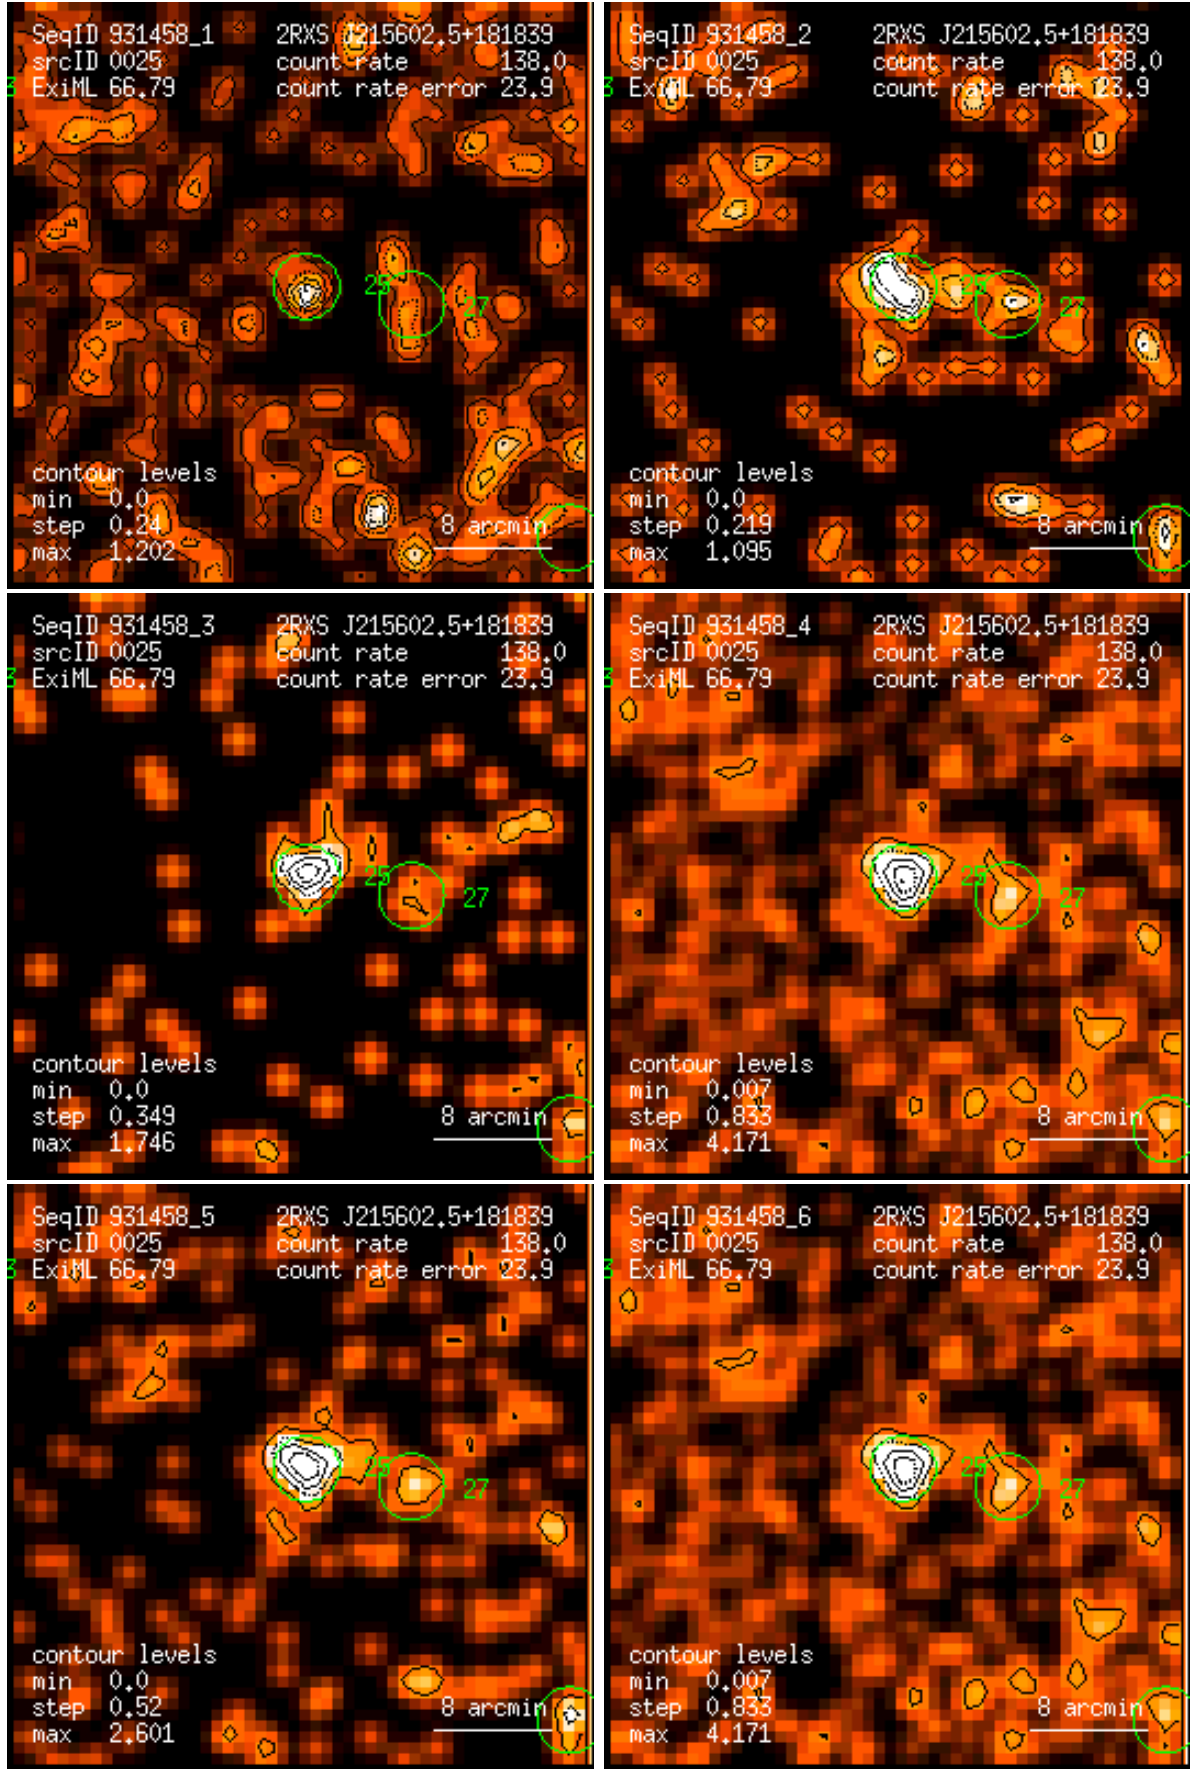 SeqID 931458_1 2RXS J215602.5+181839
srcID 0025 count rate 138.0
3 ExiML 66.79 count rate error 23.9
25
27
contour levels
min 0.0
step 0.24 8 arcmin
max 1.202
SeqID 931458_2 2RXS J215602.5+181839
srcID 0025 count rate 138.0
3 ExiML 66.79 count rate error 23.9
25
27
contour levels
min 0.0
step 0.219 8 arcmin
max 1.095
SeqID 931458_3 2RXS J215602.5+181839
srcID 0025 count rate 138.0
3 ExiML 66.79 count rate error 23.9
25
27
contour levels
min 0.0
step 0.349 8 arcmin
max 1.746
SeqID 931458_4 2RXS J215602.5+181839
srcID 0025 count rate 138.0
3 ExiML 66.79 count rate error 23.9
25
27
contour levels
min 0.007
step 0.833 8 arcmin
max 4.171
SeqID 931458_5 2RXS J215602.5+181839
srcID 0025 count rate 138.0
3 ExiML 66.79 count rate error 23.9
25
27
contour levels
min 0.0
step 0.52 8 arcmin
max 2.601
SeqID 931458_6 2RXS J215602.5+181839
srcID 0025 count rate 138.0
3 ExiML 66.79 count rate error 23.9
25
27
contour levels
min 0.007
step 0.833 8 arcmin
max 4.171